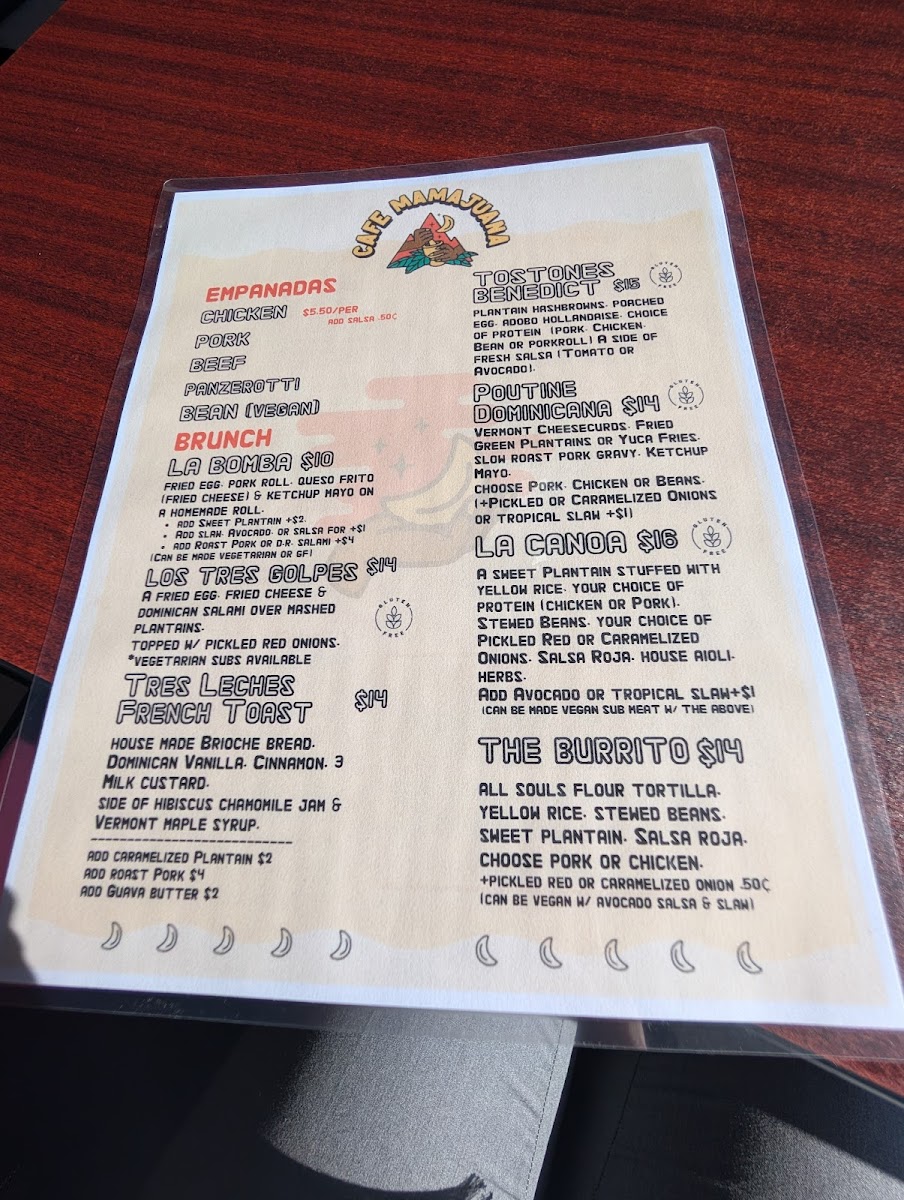 CAFE MAMAJUANA
EMPANADAS
CHICKEN $5.50/PER
ADD SALSA .50¢
PORK
BEEF
PANZEROTTI
BEAN (VEGAN)
BRUNCH
LA BOMBA $10
FRIED EGG, PORK ROLL, QUESO FRITO
(FRIED CHEESE) & KETCHUP MAYO ON
A HOMEMADE ROLL.
• ADD SWEET PLANTAIN +$2.
• ADD SLAW, AVOCADO, OR SALSA FOR +$1
• ADD ROAST PORK OR D.R. SALAMI +$4
(CAN BE MADE VEGETARIAN OR GF)
LOS TRES GOLPES $14
A FRIED EGG, FRIED CHEESE &
DOMINICAN SALAMI OVER MASHED
PLANTAINS.
TOPPED W/ PICKLED RED ONIONS.
*VEGETARIAN SUBS AVAILABLE
GLUTEN FREE
TRES LECHES
FRENCH TOAST $14
HOUSE MADE BRIOCHE BREAD.
DOMINICAN VANILLA, CINNAMON, 3
MILK CUSTARD.
SIDE OF HIBISCUS CHAMOMILE JAM &
VERMONT MAPLE SYRUP.
----------------------------
ADD CARAMELIZED PLANTAIN $2
ADD ROAST PORK $4
ADD GUAVA BUTTER $2
TOSTONES
BENEDICT $15
GLUTEN FREE
PLANTAIN HASHBROWNS, POACHED
EGG, ADOBO HOLLANDAISE, CHOICE
OF PROTEIN (PORK, CHICKEN,
BEAN OR PORKROLL) A SIDE OF
FRESH SALSA (TOMATO OR
AVOCADO).
POUTINE
DOMINICANA $14
GLUTEN FREE
VERMONT CHEESECURDS, FRIED
GREEN PLANTAINS OR YUCA FRIES,
SLOW ROAST PORK GRAVY, KETCHUP
MAYO.
CHOOSE PORK, CHICKEN OR BEANS.
(+PICKLED OR CARAMELIZED ONIONS
OR TROPICAL SLAW +$1)
LA CANOA $16
GLUTEN FREE
A SWEET PLANTAIN STUFFED WITH
YELLOW RICE, YOUR CHOICE OF
PROTEIN (CHICKEN OR PORK),
STEWED BEANS, YOUR CHOICE OF
PICKLED RED OR CARAMELIZED
ONIONS, SALSA ROJA, HOUSE AIOLI,
HERBS.
ADD AVOCADO OR TROPICAL SLAW+$1
(CAN BE MADE VEGAN SUB MEAT W/ THE ABOVE)
THE BURRITO $14
ALL SOULS FLOUR TORTILLA,
YELLOW RICE, STEWED BEANS,
SWEET PLANTAIN, SALSA ROJA.
CHOOSE PORK OR CHICKEN.
+PICKLED RED OR CARAMELIZED ONION .50¢
(CAN BE VEGAN W/ AVOCADO SALSA & SLAW)